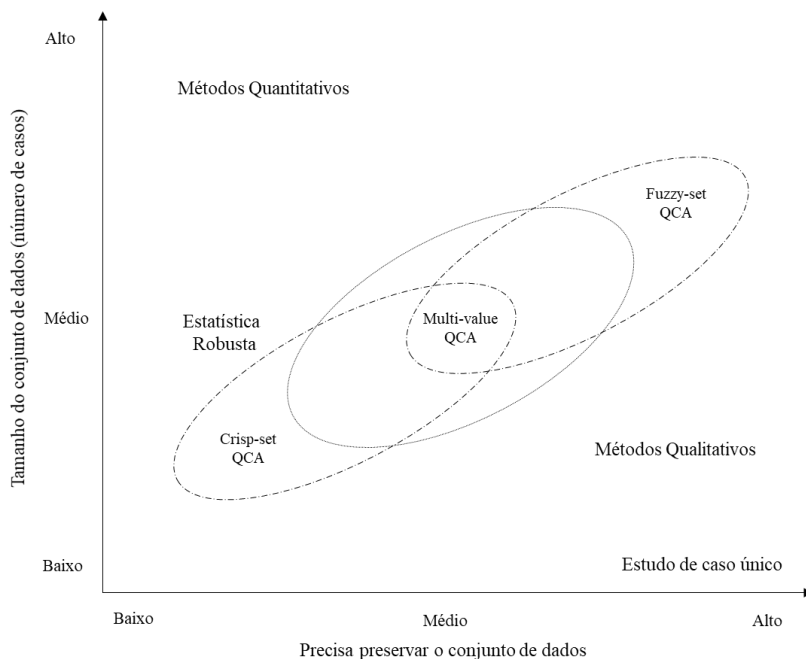 Alto
Métodos Quantitativos
Tamanho do conjunto de dados (número de casos)
Fuzzy-set
QCA
Médio
Estatística
Robusta
Multi-value
QCA
Crisp-set
QCA
Métodos Qualitativos
Baixo
Estudo de caso único
Baixo
Médio
Alto
Precisa preservar o conjunto de dados